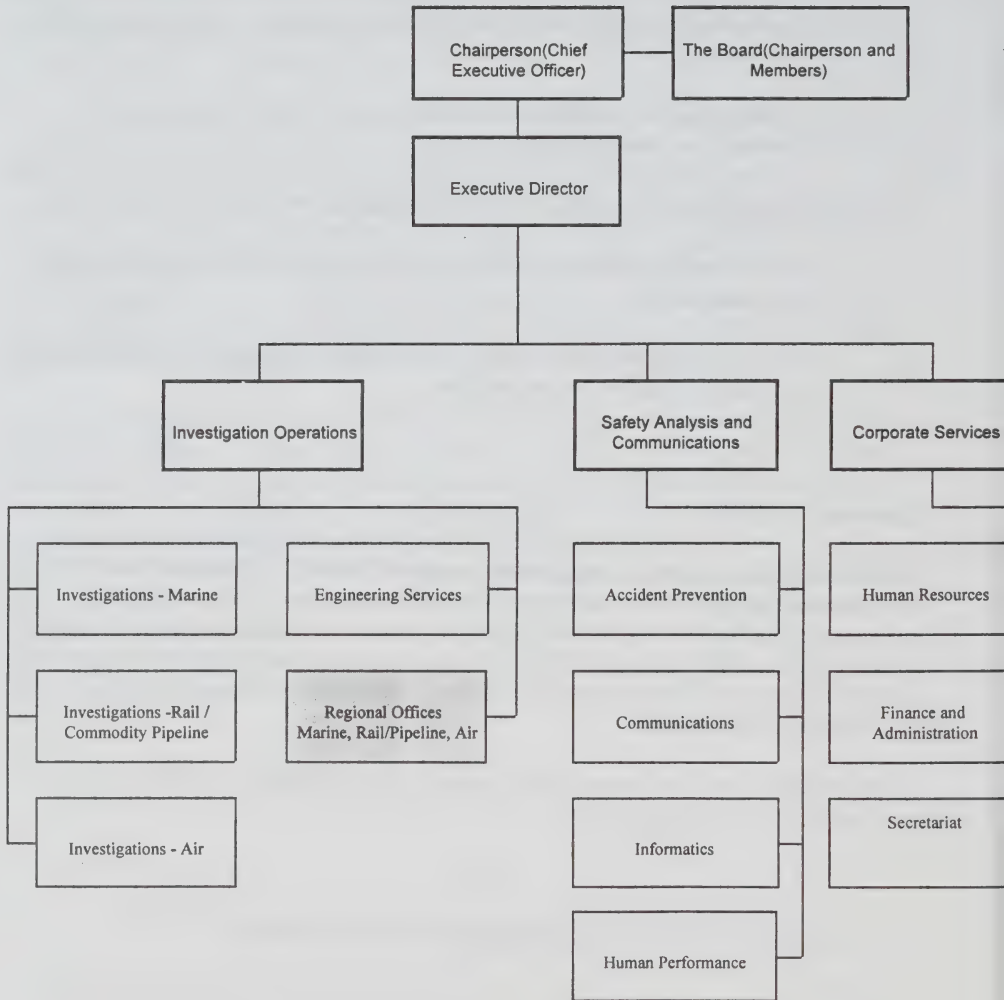 Chairperson(Chief
Executive Officer)
The Board(Chairperson and
Members)
Executive Director
Investigation Operations
Safety Analysis and
Communications
Corporate Services
Investigations - Marine
Engineering Services
Accident Prevention
Human Resources
Investigations -Rail /
Commodity Pipeline
Regional Offices
Marine, Rail/Pipeline, Air
Communications
Finance and
Administration
Investigations - Air
Informatics
Secretariat
Human Performance